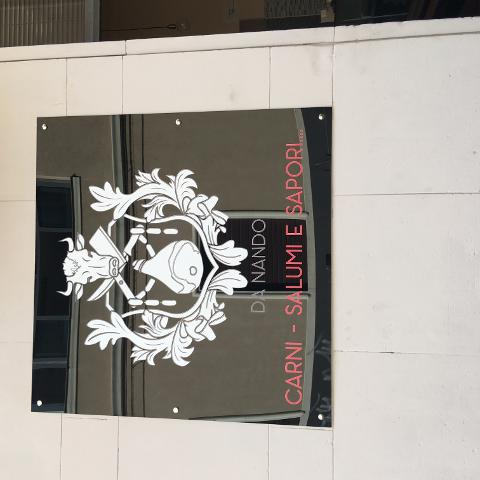 DA NANDO
CARNI - SALUMI E SAPORI....